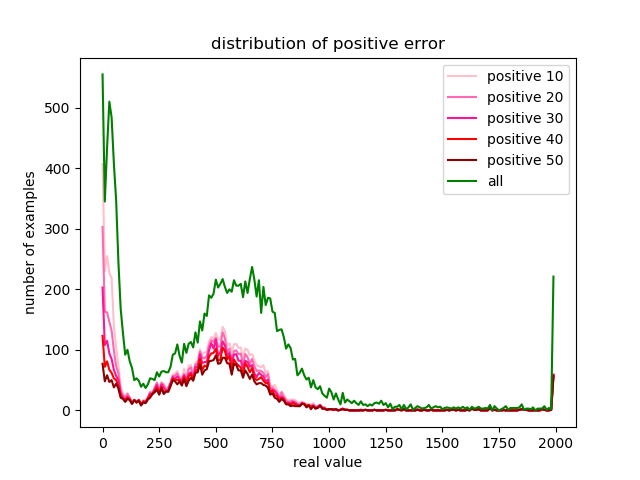 distribution of positive error
positive 10
positive 20
positive 30
positive 40
positive 50
all
number of examples
500
400
300
200
100
0
0
250
500
750
1000
1250
1500
1750
2000
real value